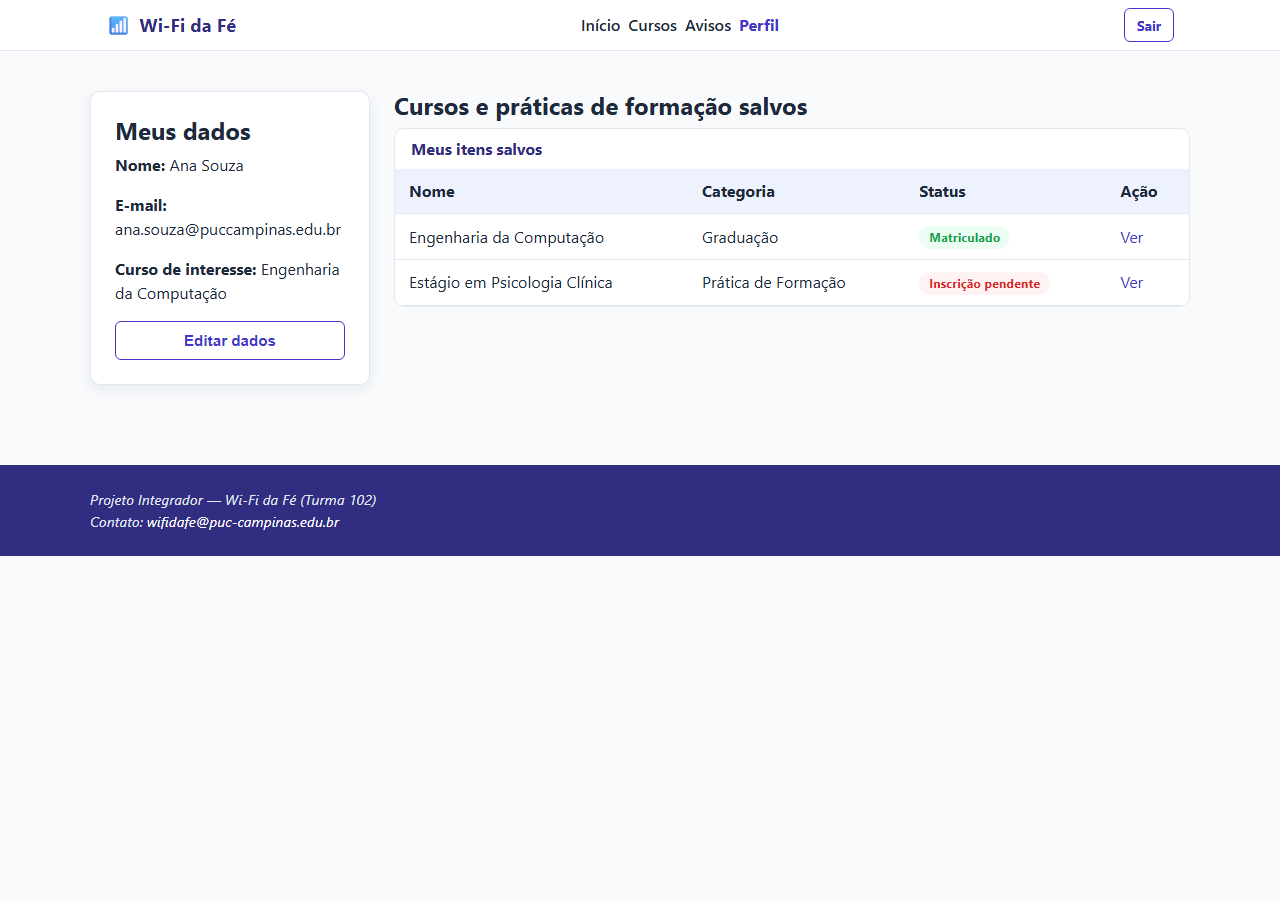 Wi-Fi da Fé
Início Cursos Avisos Perfil
Sair
Meus dados
Nome: Ana Souza
E-mail:
ana.souza@puccampinas.edu.br
Curso de interesse: Engenharia
da Computação
Editar dados
Cursos e práticas de formação salvos
Meus itens salvos
Nome Categoria Status Ação
Engenharia da Computação Graduação Matriculado Ver
Estágio em Psicologia Clínica Prática de Formação Inscrição pendente Ver
Projeto Integrador — Wi-Fi da Fé (Turma 102)
Contato: wifidafe@puc-campinas.edu.br